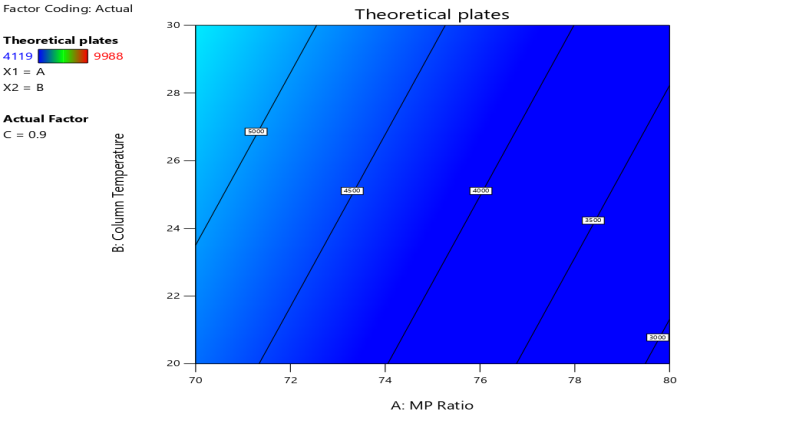 Factor Coding: Actual
Theoretical plates
Theoretical plates
4119 9988
X1 = A
X2 = B
Actual Factor
C = 0.9
B: Column Temperature
30
28
26
24
22
20
5000
4500
4000
3500
3000
70 72 74 76 78 80
A: MP Ratio